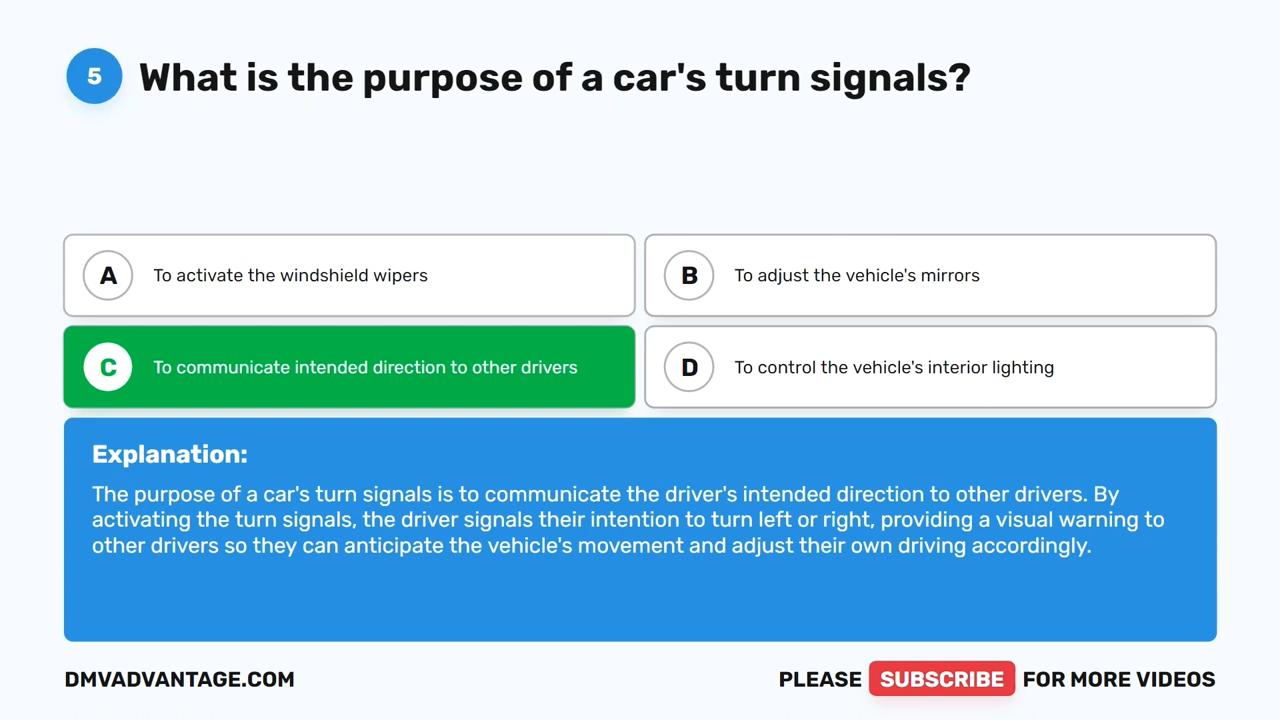 5 What is the purpose of a car's turn signals?
A To activate the windshield wipers
B To adjust the vehicle's mirrors
C To communicate intended direction to other drivers
D To control the vehicle's interior lighting
Explanation:
The purpose of a car's turn signals is to communicate the driver's intended direction to other drivers. By
activating the turn signals, the driver signals their intention to turn left or right, providing a visual warning to
other drivers so they can anticipate the vehicle's movement and adjust their own driving accordingly.
DMVADVANTAGE.COM
PLEASE SUBSCRIBE FOR MORE VIDEOS